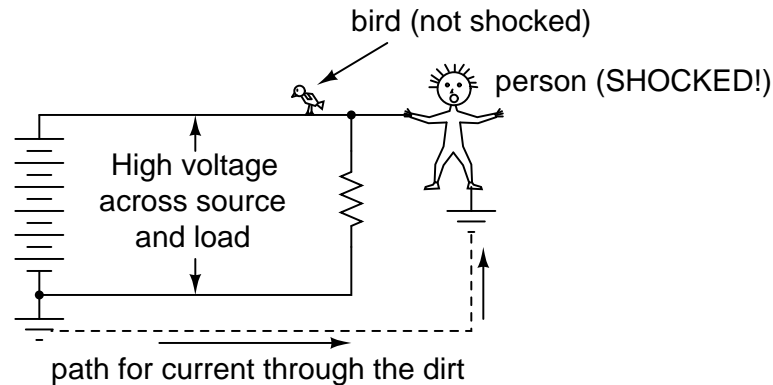 bird (not shocked)
person (SHOCKED!)
High voltage
across source
and load
path for current through the dirt